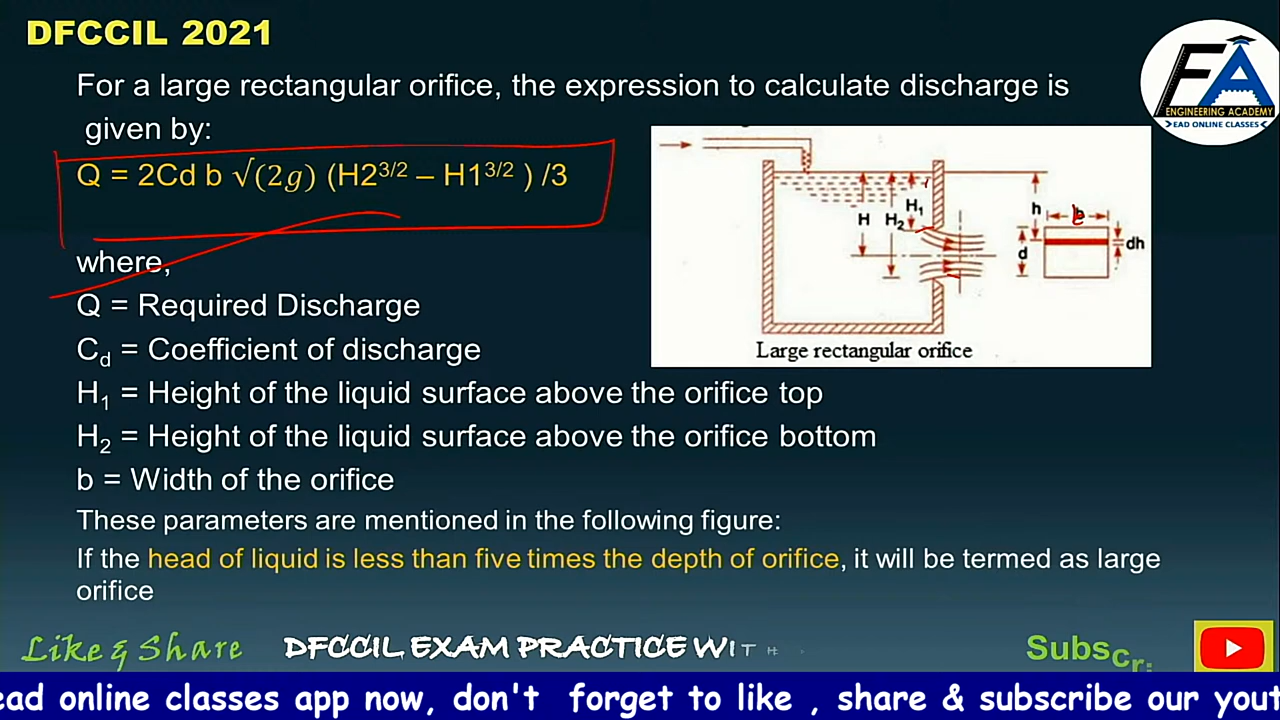 DFCCIL 2021
For a large rectangular orifice, the expression to calculate discharge is
given by:
Q = 2Cd b √(2g) (H2^3/2 – H1^3/2 ) /3
where,
Q = Required Discharge
C_d = Coefficient of discharge
H₁ = Height of the liquid surface above the orifice top
H₂ = Height of the liquid surface above the orifice bottom
b = Width of the orifice
These parameters are mentioned in the following figure:
If the head of liquid is less than five times the depth of orifice, it will be termed as large
orifice
H
H₂
H₁
h
b
d
dh
Large rectangular orifice
EA
ENGINEERING ACADEMY
EAD ONLINE CLASSES
Like & Share
DFCCIL EXAM PRACTICE WITH
Subscr
ead online classes app now, don't forget to like , share & subscribe our yout